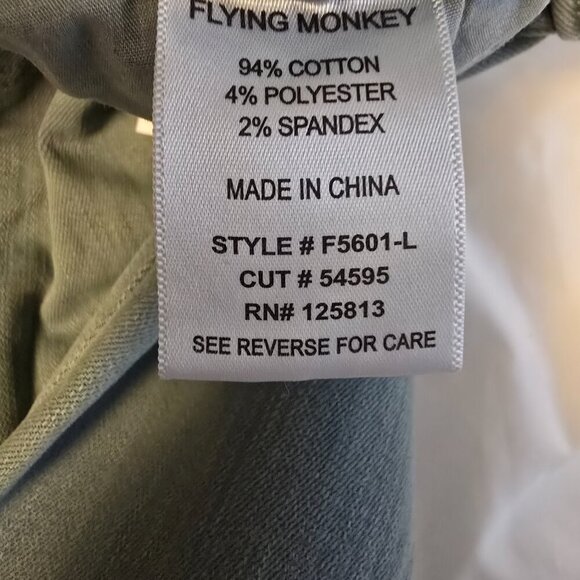 FLYING MONKEY
94% COTTON
4% POLYESTER
2% SPANDEX
MADE IN CHINA
STYLE # F5601-L
CUT # 54595
RN# 125813
SEE REVERSE FOR CARE